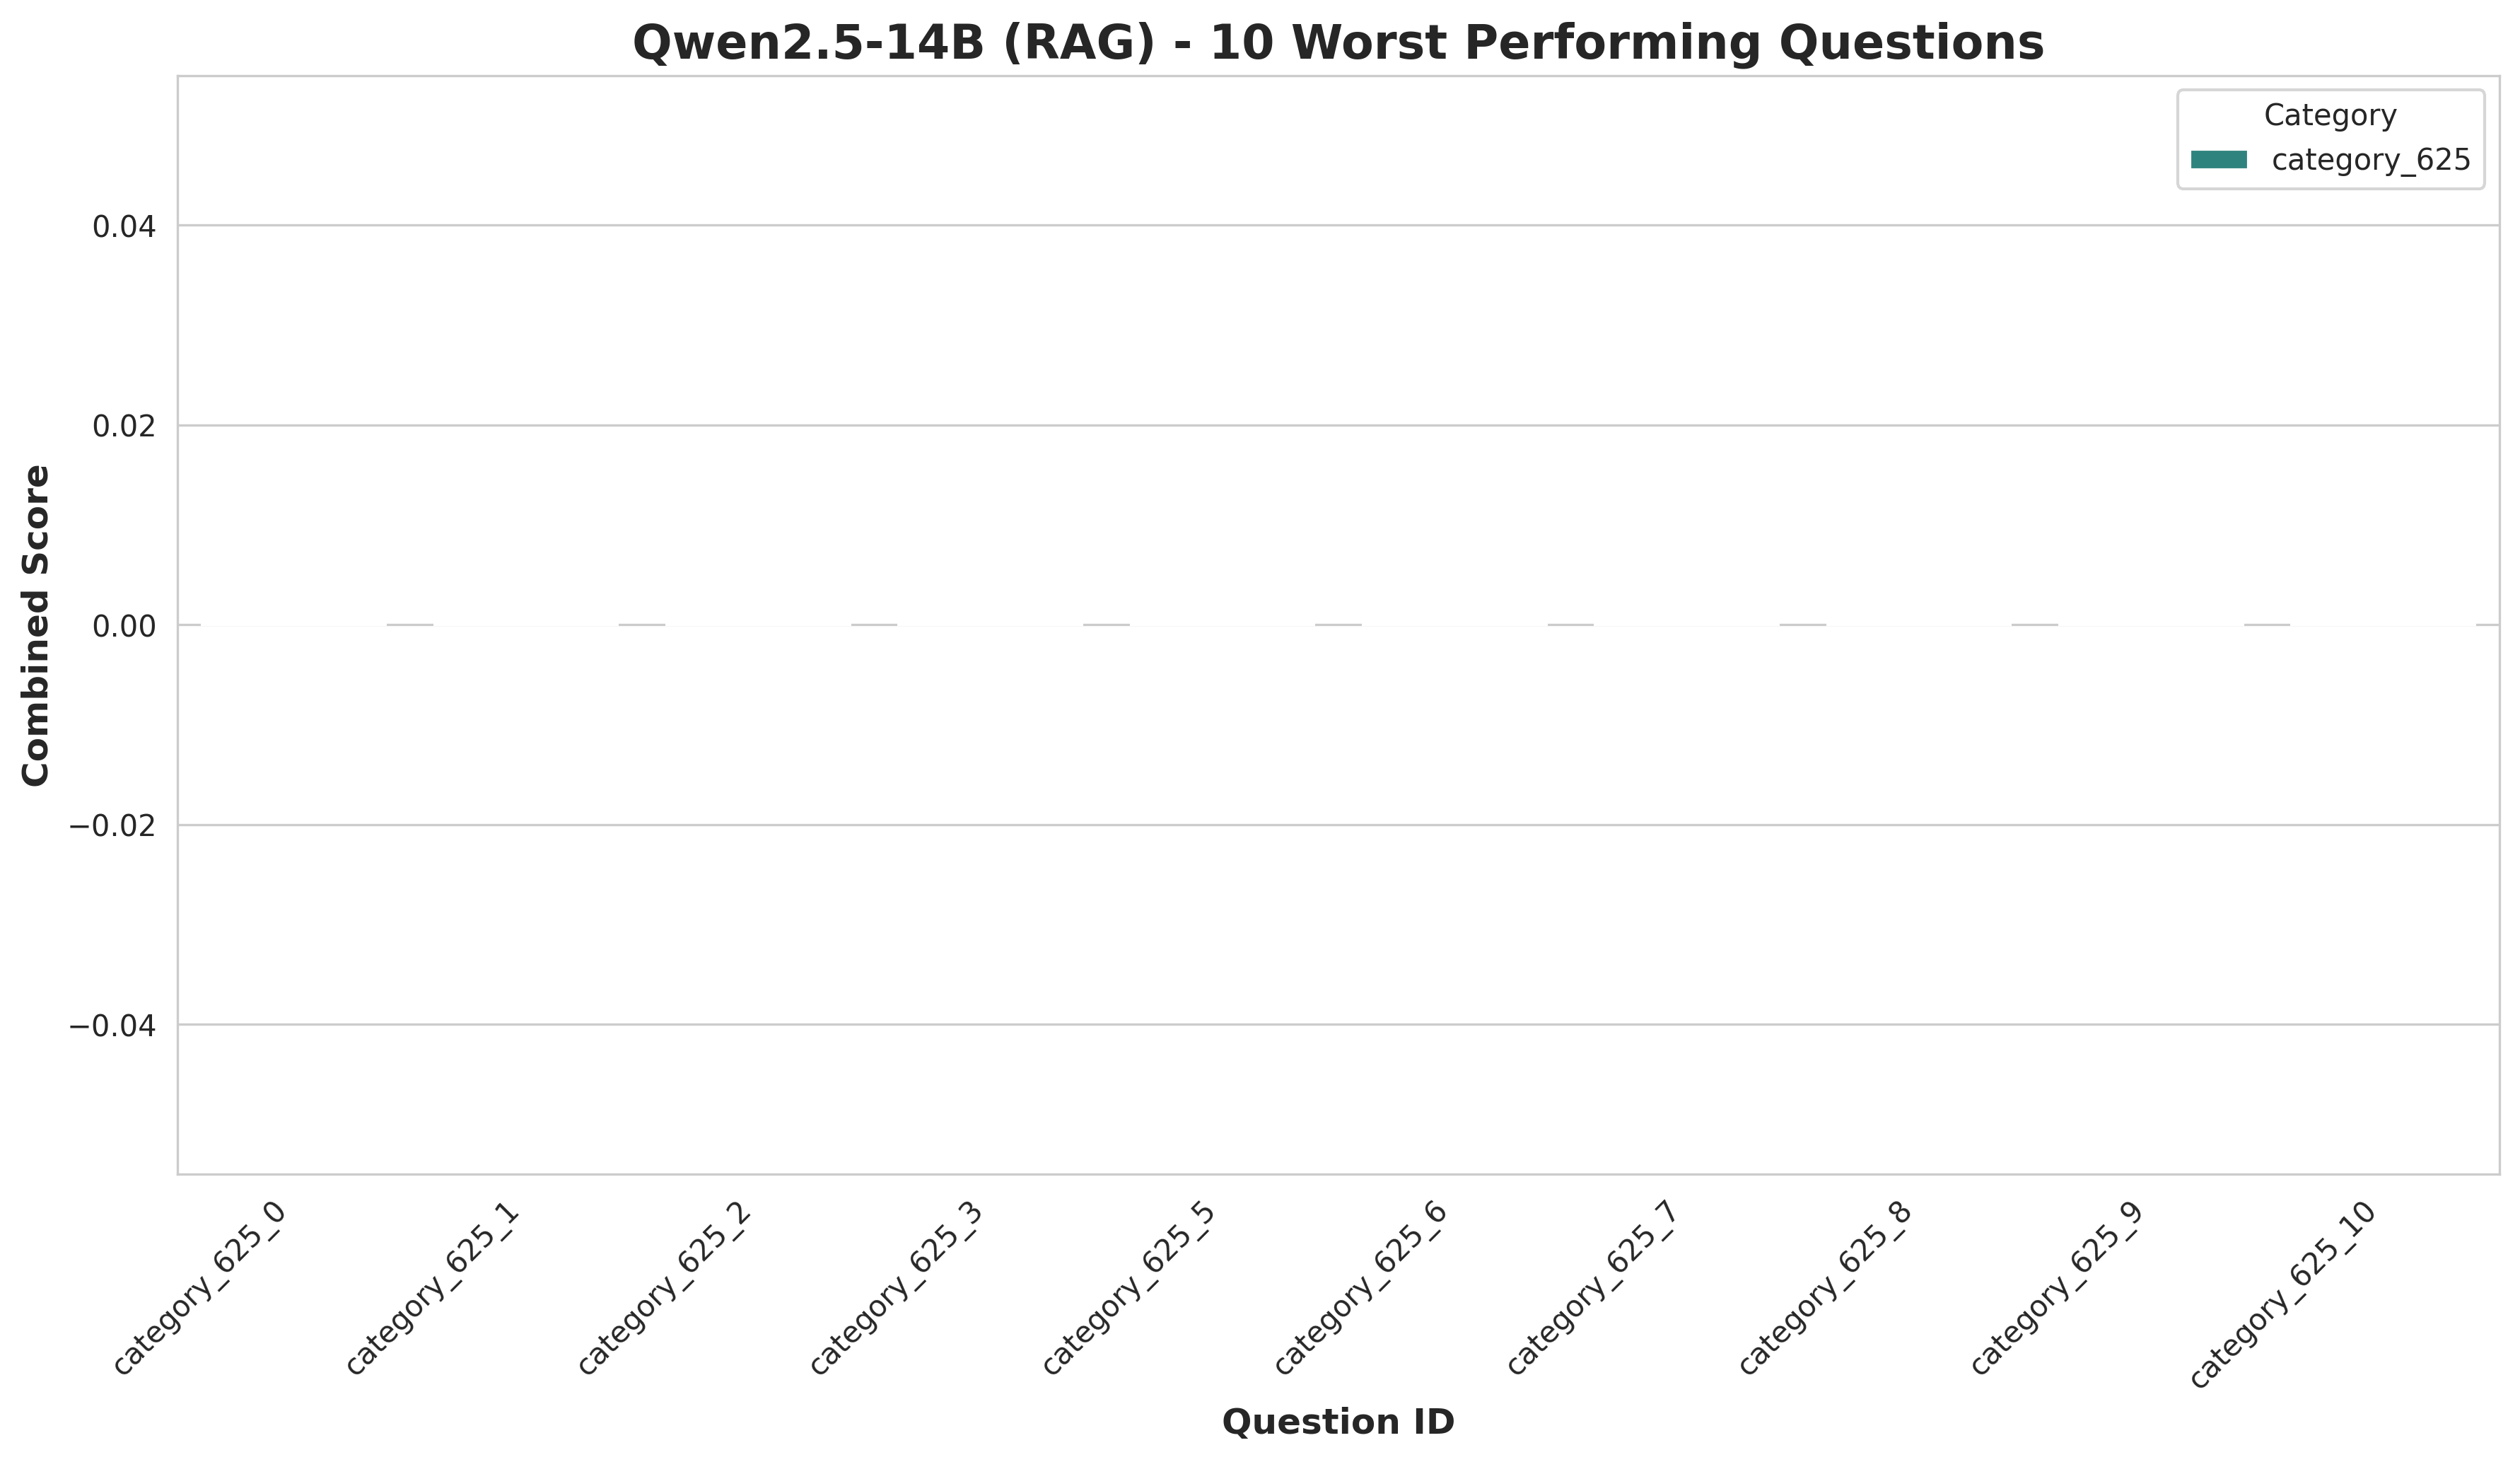 Qwen2.5-14B (RAG) - 10 Worst Performing Questions
Category
category_625
0.04
0.02
0.00
−0.02
−0.04
Combined Score
category_625_0
category_625_1
category_625_2
category_625_3
category_625_5
category_625_6
category_625_7
category_625_8
category_625_9
category_625_10
Question ID